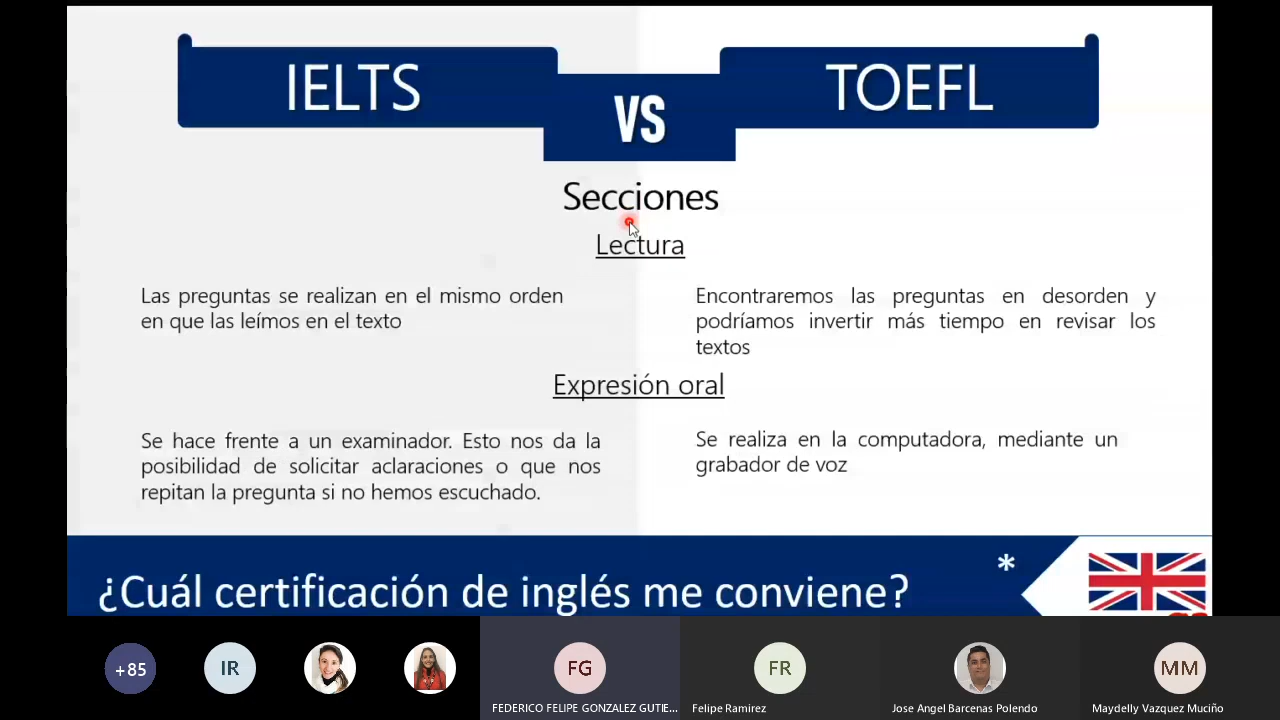 IELTS
VS
TOEFL
Secciones
Lectura
Las preguntas se realizan en el mismo orden
en que las leímos en el texto
Encontraremos las preguntas en desorden y
podríamos invertir más tiempo en revisar los
textos
Expresión oral
Se hace frente a un examinador. Esto nos da la
posibilidad de solicitar aclaraciones o que nos
repitan la pregunta si no hemos escuchado.
Se realiza en la computadora, mediante un
grabador de voz
*
¿Cuál certificación de inglés me conviene?
+85
IR
FG
FR
MM
FEDERICO FELIPE GONZALEZ GUTIE...
Felipe Ramirez
Jose Angel Barcenas Polendo
Maydelly Vazquez Muciño